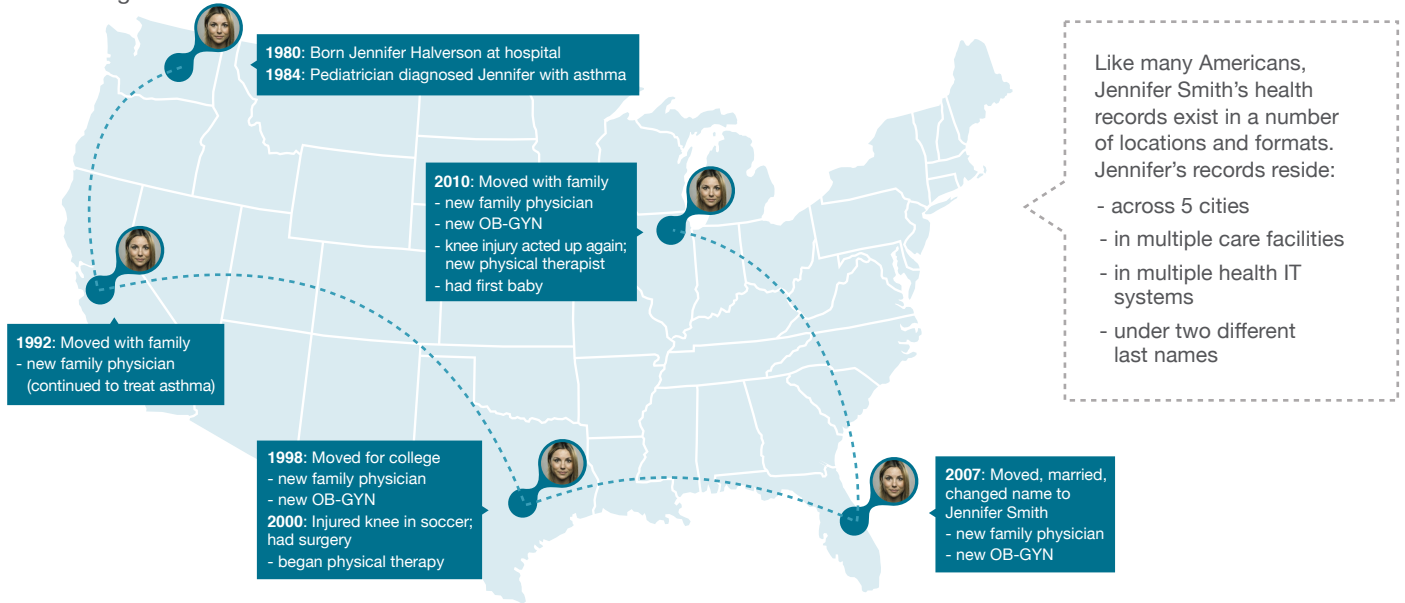 1980: Born Jennifer Halverson at hospital
1984: Pediatrician diagnosed Jennifer with asthma
1992: Moved with family
- new family physician
(continued to treat asthma)
1998: Moved for college
- new family physician
- new OB-GYN
2000: Injured knee in soccer;
had surgery
- began physical therapy
2007: Moved, married,
changed name to
Jennifer Smith
- new family physician
- new OB-GYN
2010: Moved with family
- new family physician
- new OB-GYN
- knee injury acted up again;
new physical therapist
- had first baby
Like many Americans,
Jennifer Smith’s health
records exist in a number
of locations and formats.
Jennifer’s records reside:
- across 5 cities
- in multiple care facilities
- in multiple health IT
systems
- under two different
last names